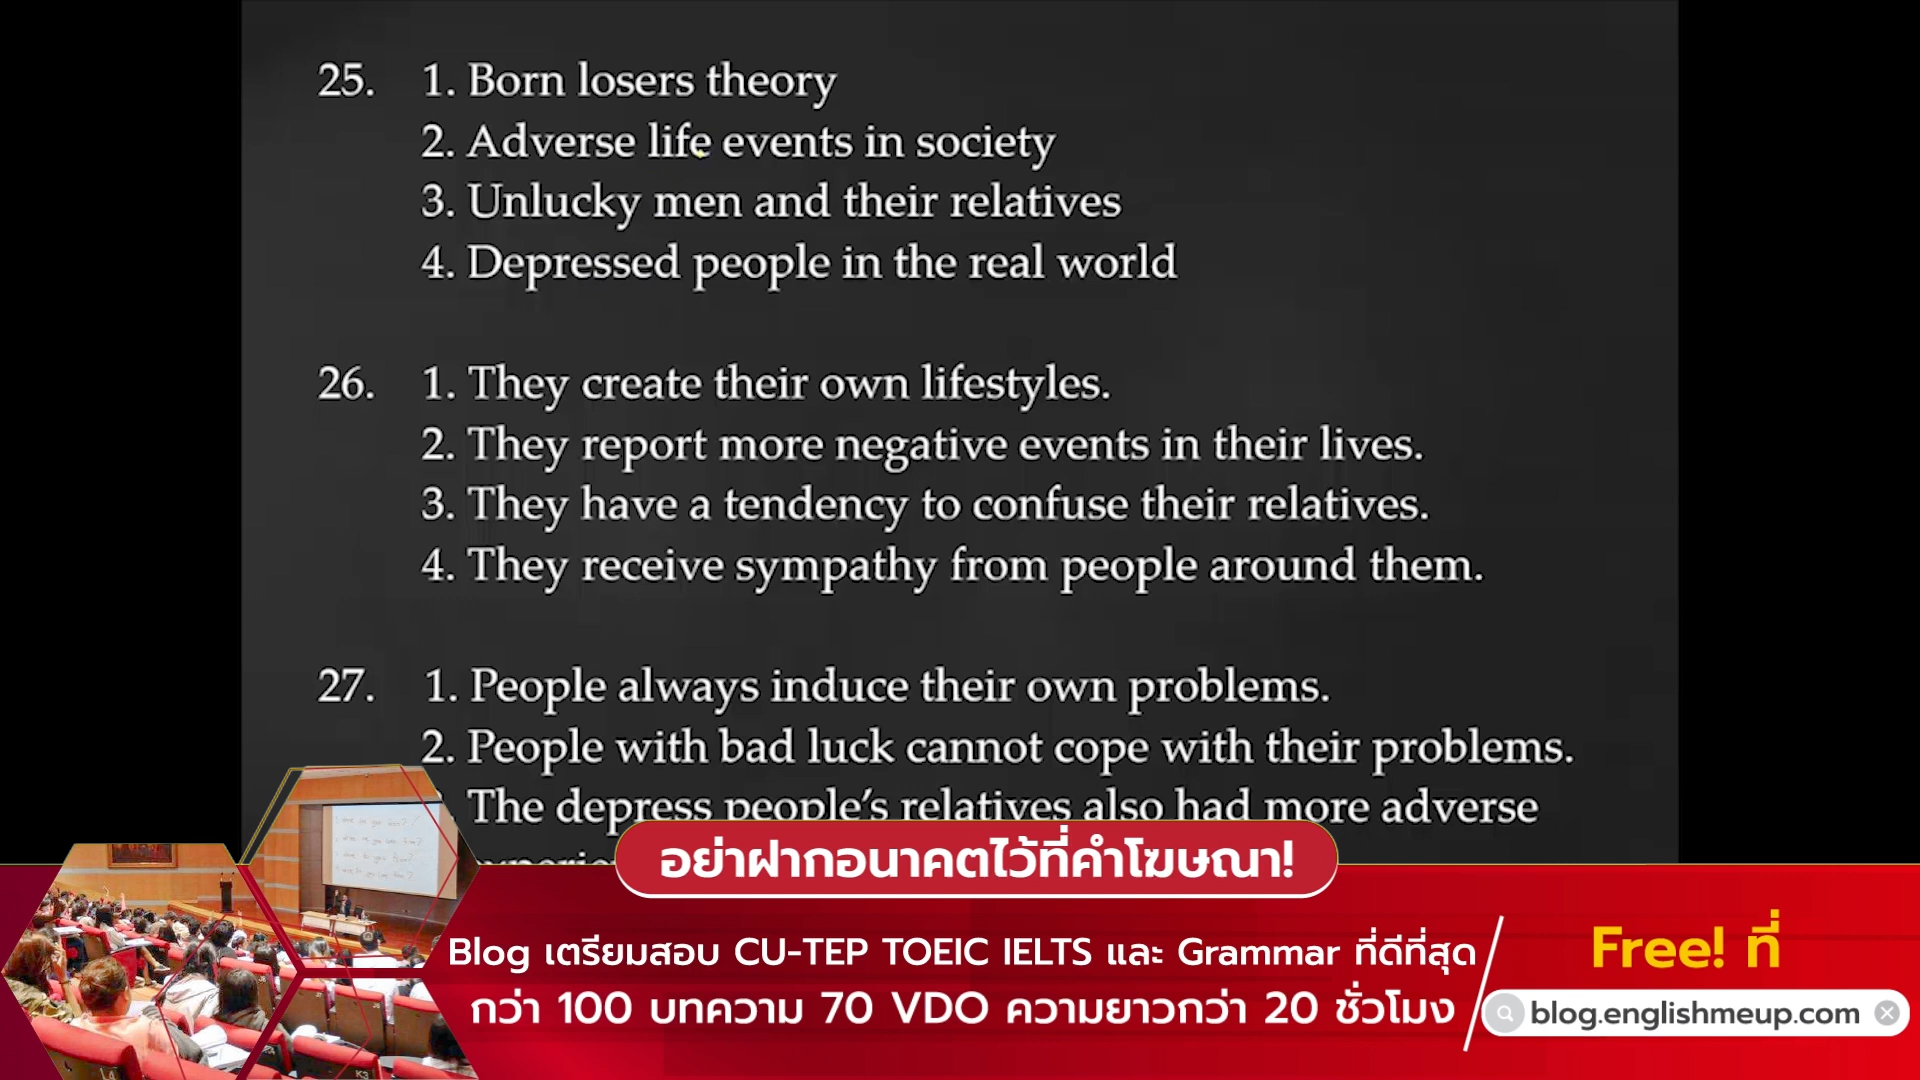 25. 1. Born losers theory
2. Adverse life events in society
3. Unlucky men and their relatives
4. Depressed people in the real world
26. 1. They create their own lifestyles.
2. They report more negative events in their lives.
3. They have a tendency to confuse their relatives.
4. They receive sympathy from people around them.
27. 1. People always induce their own problems.
2. People with bad luck cannot cope with their problems.
The depress people's relatives also had more adverse
อย่าฝากอนาคตไว้ที่คำโฆษณา!
Blog เตรียมสอบ CU-TEP TOEIC IELTS และ Grammar ที่ดีที่สุด
กว่า 100 บทความ 70 VDO ความยาวกว่า 20 ชั่วโมง
Free! ที่
blog.englishmeup.com